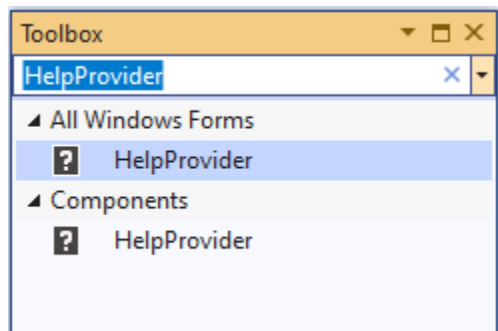 Toolbox
HelpProvider
All Windows Forms
HelpProvider
Components
HelpProvider